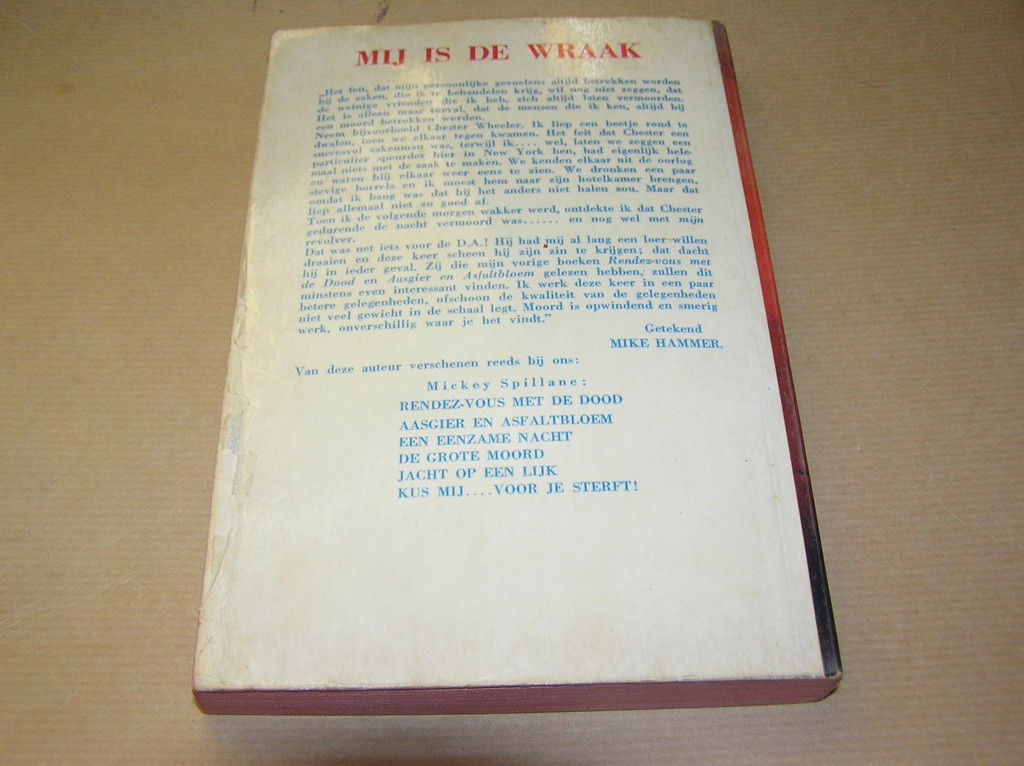 MIJ IS DE WRAAK
„Het feit, dat mijn persoonlijke gevoelens altijd betrokken worden
bij de zaken, die ik te behandelen krijg, wil nog niet zeggen, dat
de weinige vrienden die ik heb, zich altijd laten vermoorden.
Het is alleen maar toeval, dat de mensen die ik ken, altijd bij
een moord betrokken worden.
Neem bijvoorbeeld Chester Wheeler. Ik liep een beetje rond te
dwalen, toen we elkaar tegen kwamen. Het feit dat Chester een
succesvol zakenman was, terwijl ik.... wel, laten we zeggen een
particulier speurder hier in New York ben, had eigenlijk hele-
maal niets met de zaak te maken. We kenden elkaar uit de oorlog
en waren blij elkaar weer eens te zien. We dronken een paar
stevige borrels en ik moest hem naar zijn hotelkamer brengen,
omdat ik bang was dat hij het anders niet halen zou. Maar dat
liep allemaal niet zo goed af.
Toen ik de volgende morgen wakker werd, ontdekte ik dat Chester
gedurende de nacht vermoord was...... en nog wel met mijn
revolver.
Dat was net iets voor de D.A.! Hij had mij al lang een loer willen
draaien en deze keer scheen hij zijn zin te krijgen; dat dacht
hij in ieder geval. Zij die mijn vorige boeken Rendez-vous met
de Dood en Aasgier en Asfaltbloem gelezen hebben, zullen dit
minstens even interessant vinden. Ik werk deze keer in een paar
betere gelegenheden, ofschoon de kwaliteit van de gelegenheden
niet veel gewicht in de schaal legt. Moord is opwindend en smerig
werk, onverschillig waar je het vindt."
Getekend
MIKE HAMMER.
Van deze auteur verschenen reeds bij ons:
Mickey Spillane:
RENDEZ-VOUS MET DE DOOD
AASGIER EN ASFALTBLOEM
EEN EENZAME NACHT
DE GROTE MOORD
JACHT OP EEN LIJK
KUS MIJ....VOOR JE STERFT!